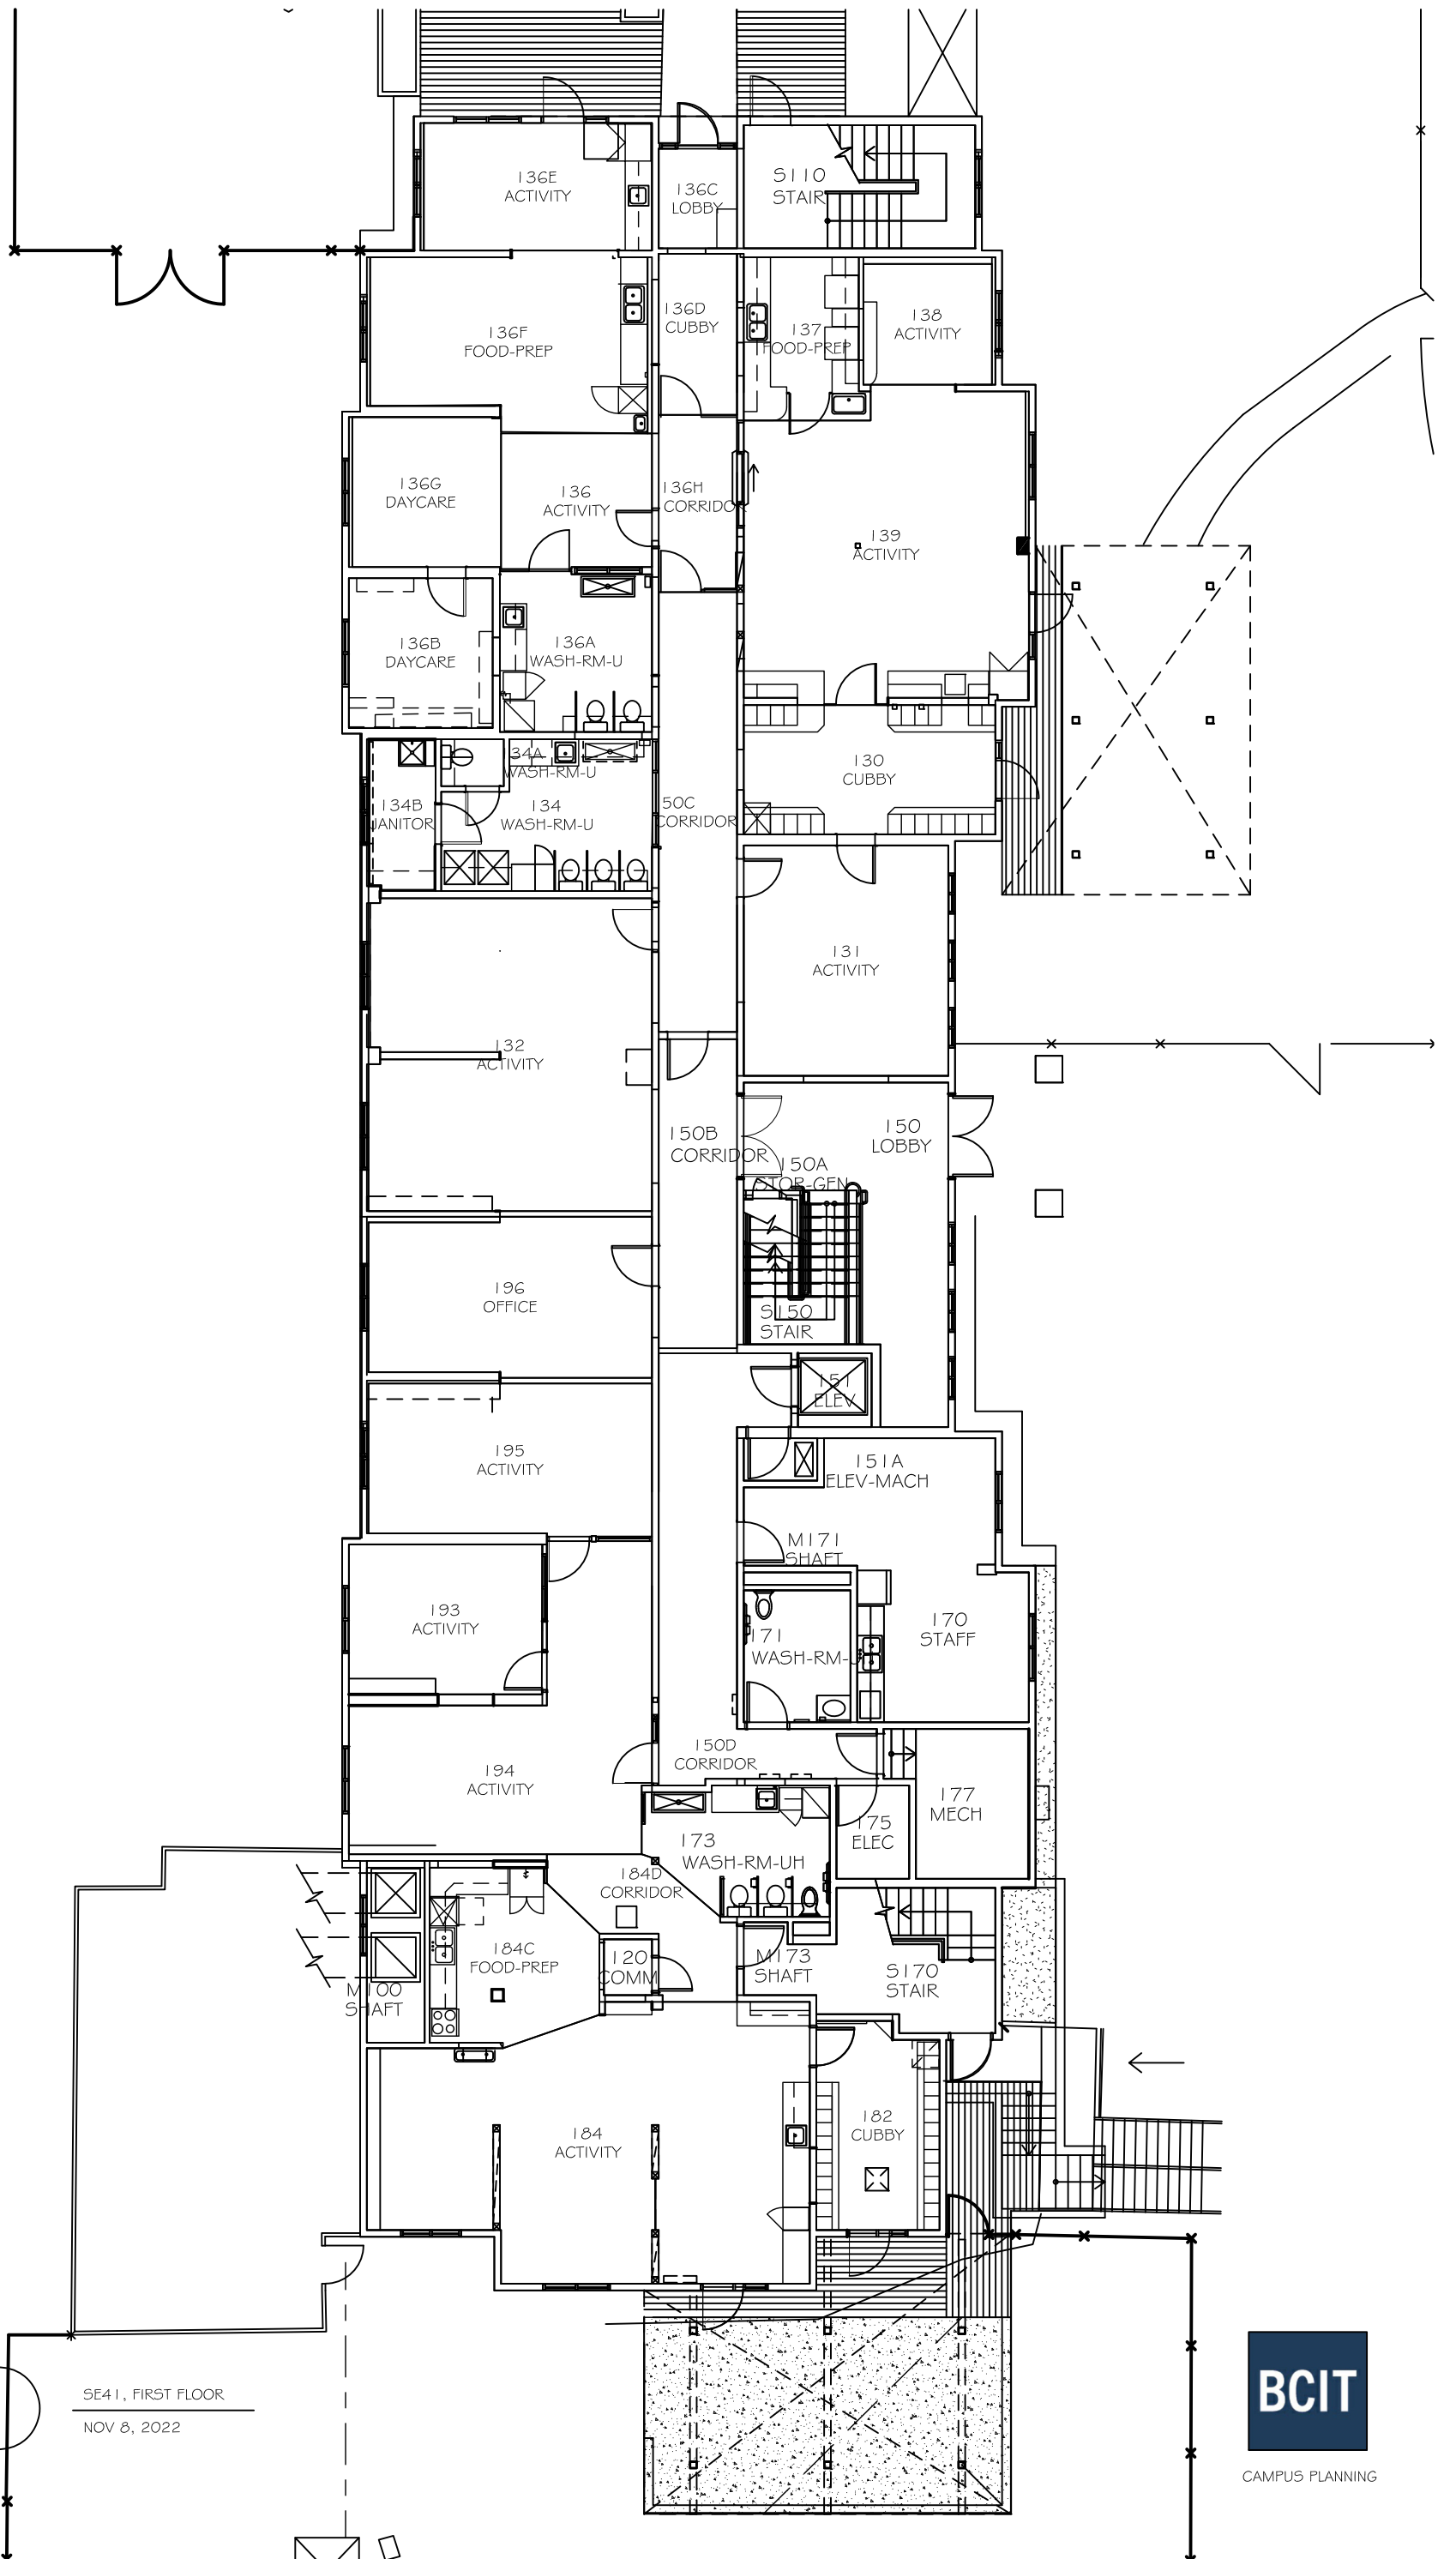 136E
ACTIVITY
136C
LOBBY
S110
STAIR
136F
FOOD-PREP
136D
CUBBY
137
FOOD-PREP
138
ACTIVITY
136G
DAYCARE
136
ACTIVITY
136H
CORRIDOR
139
ACTIVITY
136B
DAYCARE
136A
WASH-RM-U
134A
WASH-RM-U
134B
JANITOR
134
WASH-RM-U
50C
CORRIDOR
130
CUBBY
131
ACTIVITY
132
ACTIVITY
150B
CORRIDOR
150
LOBBY
150A
STOR-GEN
196
OFFICE
S150
STAIR
151
ELEV
195
ACTIVITY
151A
ELEV-MACH
M171
SHAFT
193
ACTIVITY
171
WASH-RM-U
170
STAFF
194
ACTIVITY
150D
CORRIDOR
177
MECH
175
ELEC
173
WASH-RM-UH
184D
CORRIDOR
184C
FOOD-PREP
120
COMM
M173
SHAFT
S170
STAIR
M100
SHAFT
184
ACTIVITY
182
CUBBY
SE41, FIRST FLOOR
NOV 8, 2022
BCIT
CAMPUS PLANNING